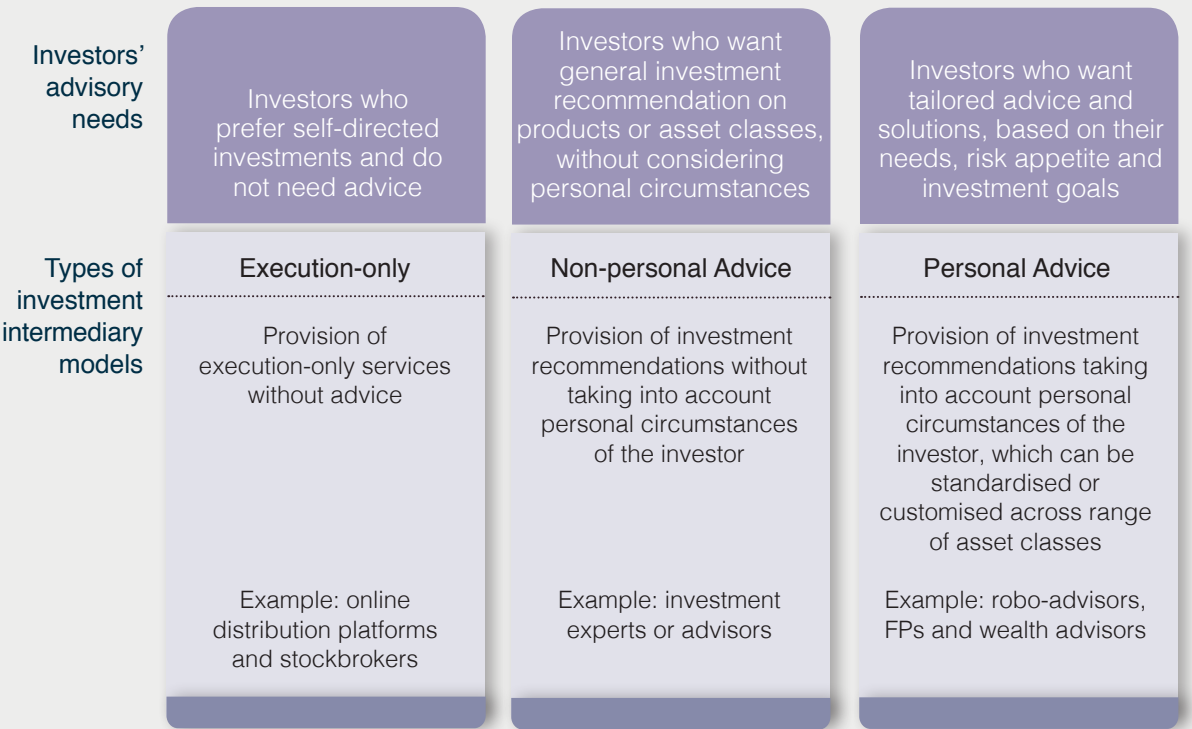 Investors’
advisory
needs
Investors who
prefer self-directed
investments and do
not need advice
Investors who want
general investment
recommendation on
products or asset classes,
without considering
personal circumstances
Investors who want
tailored advice and
solutions, based on their
needs, risk appetite and
investment goals
Types of
investment
intermediary
models
Execution-only
Provision of
execution-only services
without advice
Example: online
distribution platforms
and stockbrokers
Non-personal Advice
Provision of investment
recommendations without
taking into account
personal circumstances
of the investor
Example: investment
experts or advisors
Personal Advice
Provision of investment
recommendations taking
into account personal
circumstances of the
investor, which can be
standardised or
customised across range
of asset classes
Example: robo-advisors,
FPs and wealth advisors